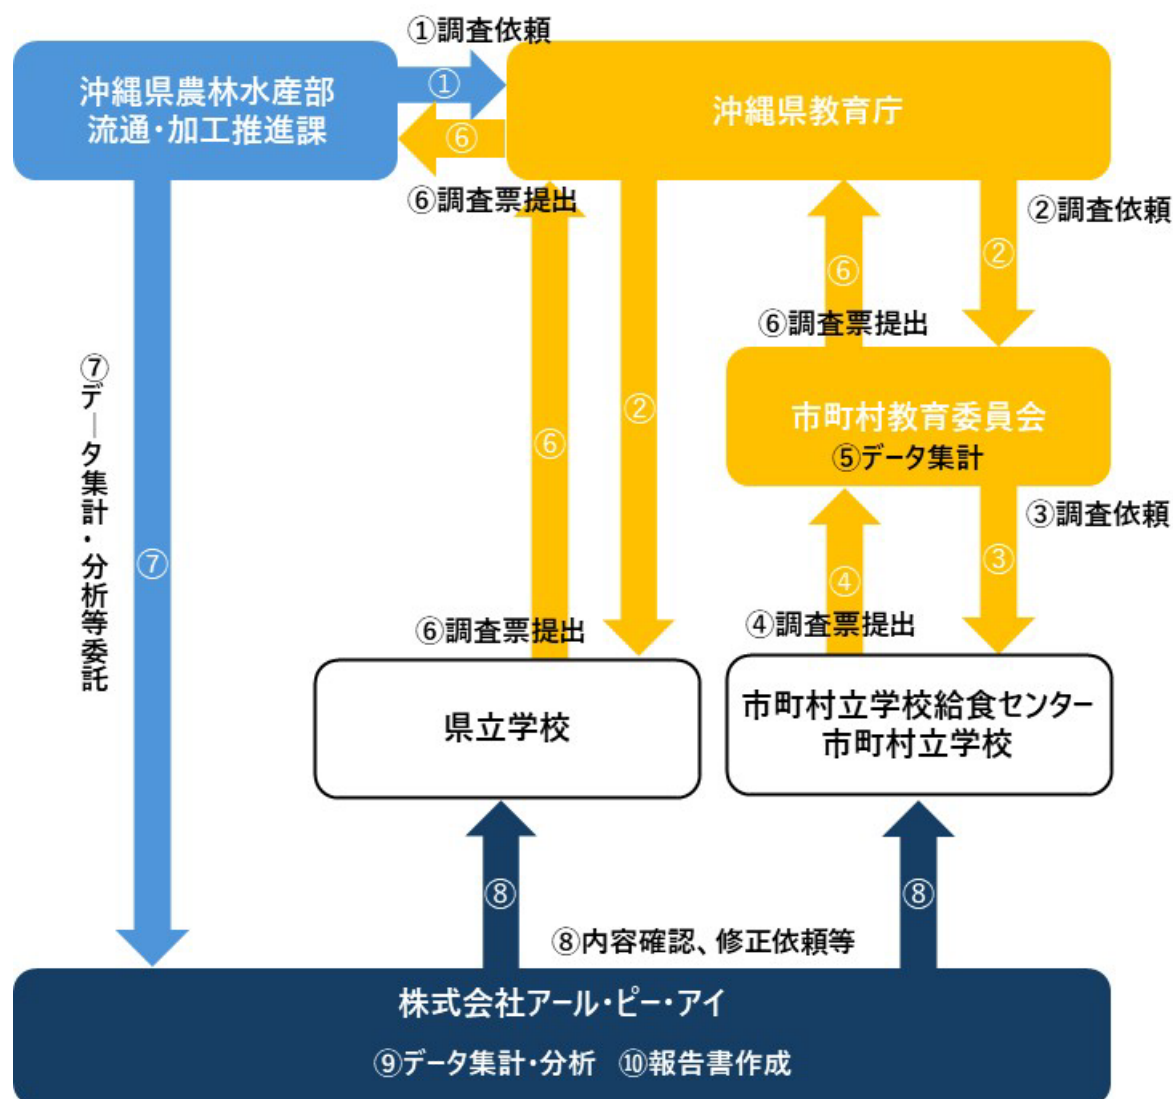 ①調査依頼
沖縄県農林水産部
流通・加工推進課
①
⑥
沖縄県教育庁
⑥調査票提出
②調査依頼
②
⑥
⑥調査票提出
市町村教育委員会
⑤データ集計
⑦データ集計・分析等委託
②
⑥
③調査依頼
⑦
③
④
⑥調査票提出
④調査票提出
県立学校
市町村立学校給食センター
市町村立学校
⑧
⑧
⑧内容確認、修正依頼等
株式会社アール・ピー・アイ
⑨データ集計・分析 ⑩報告書作成